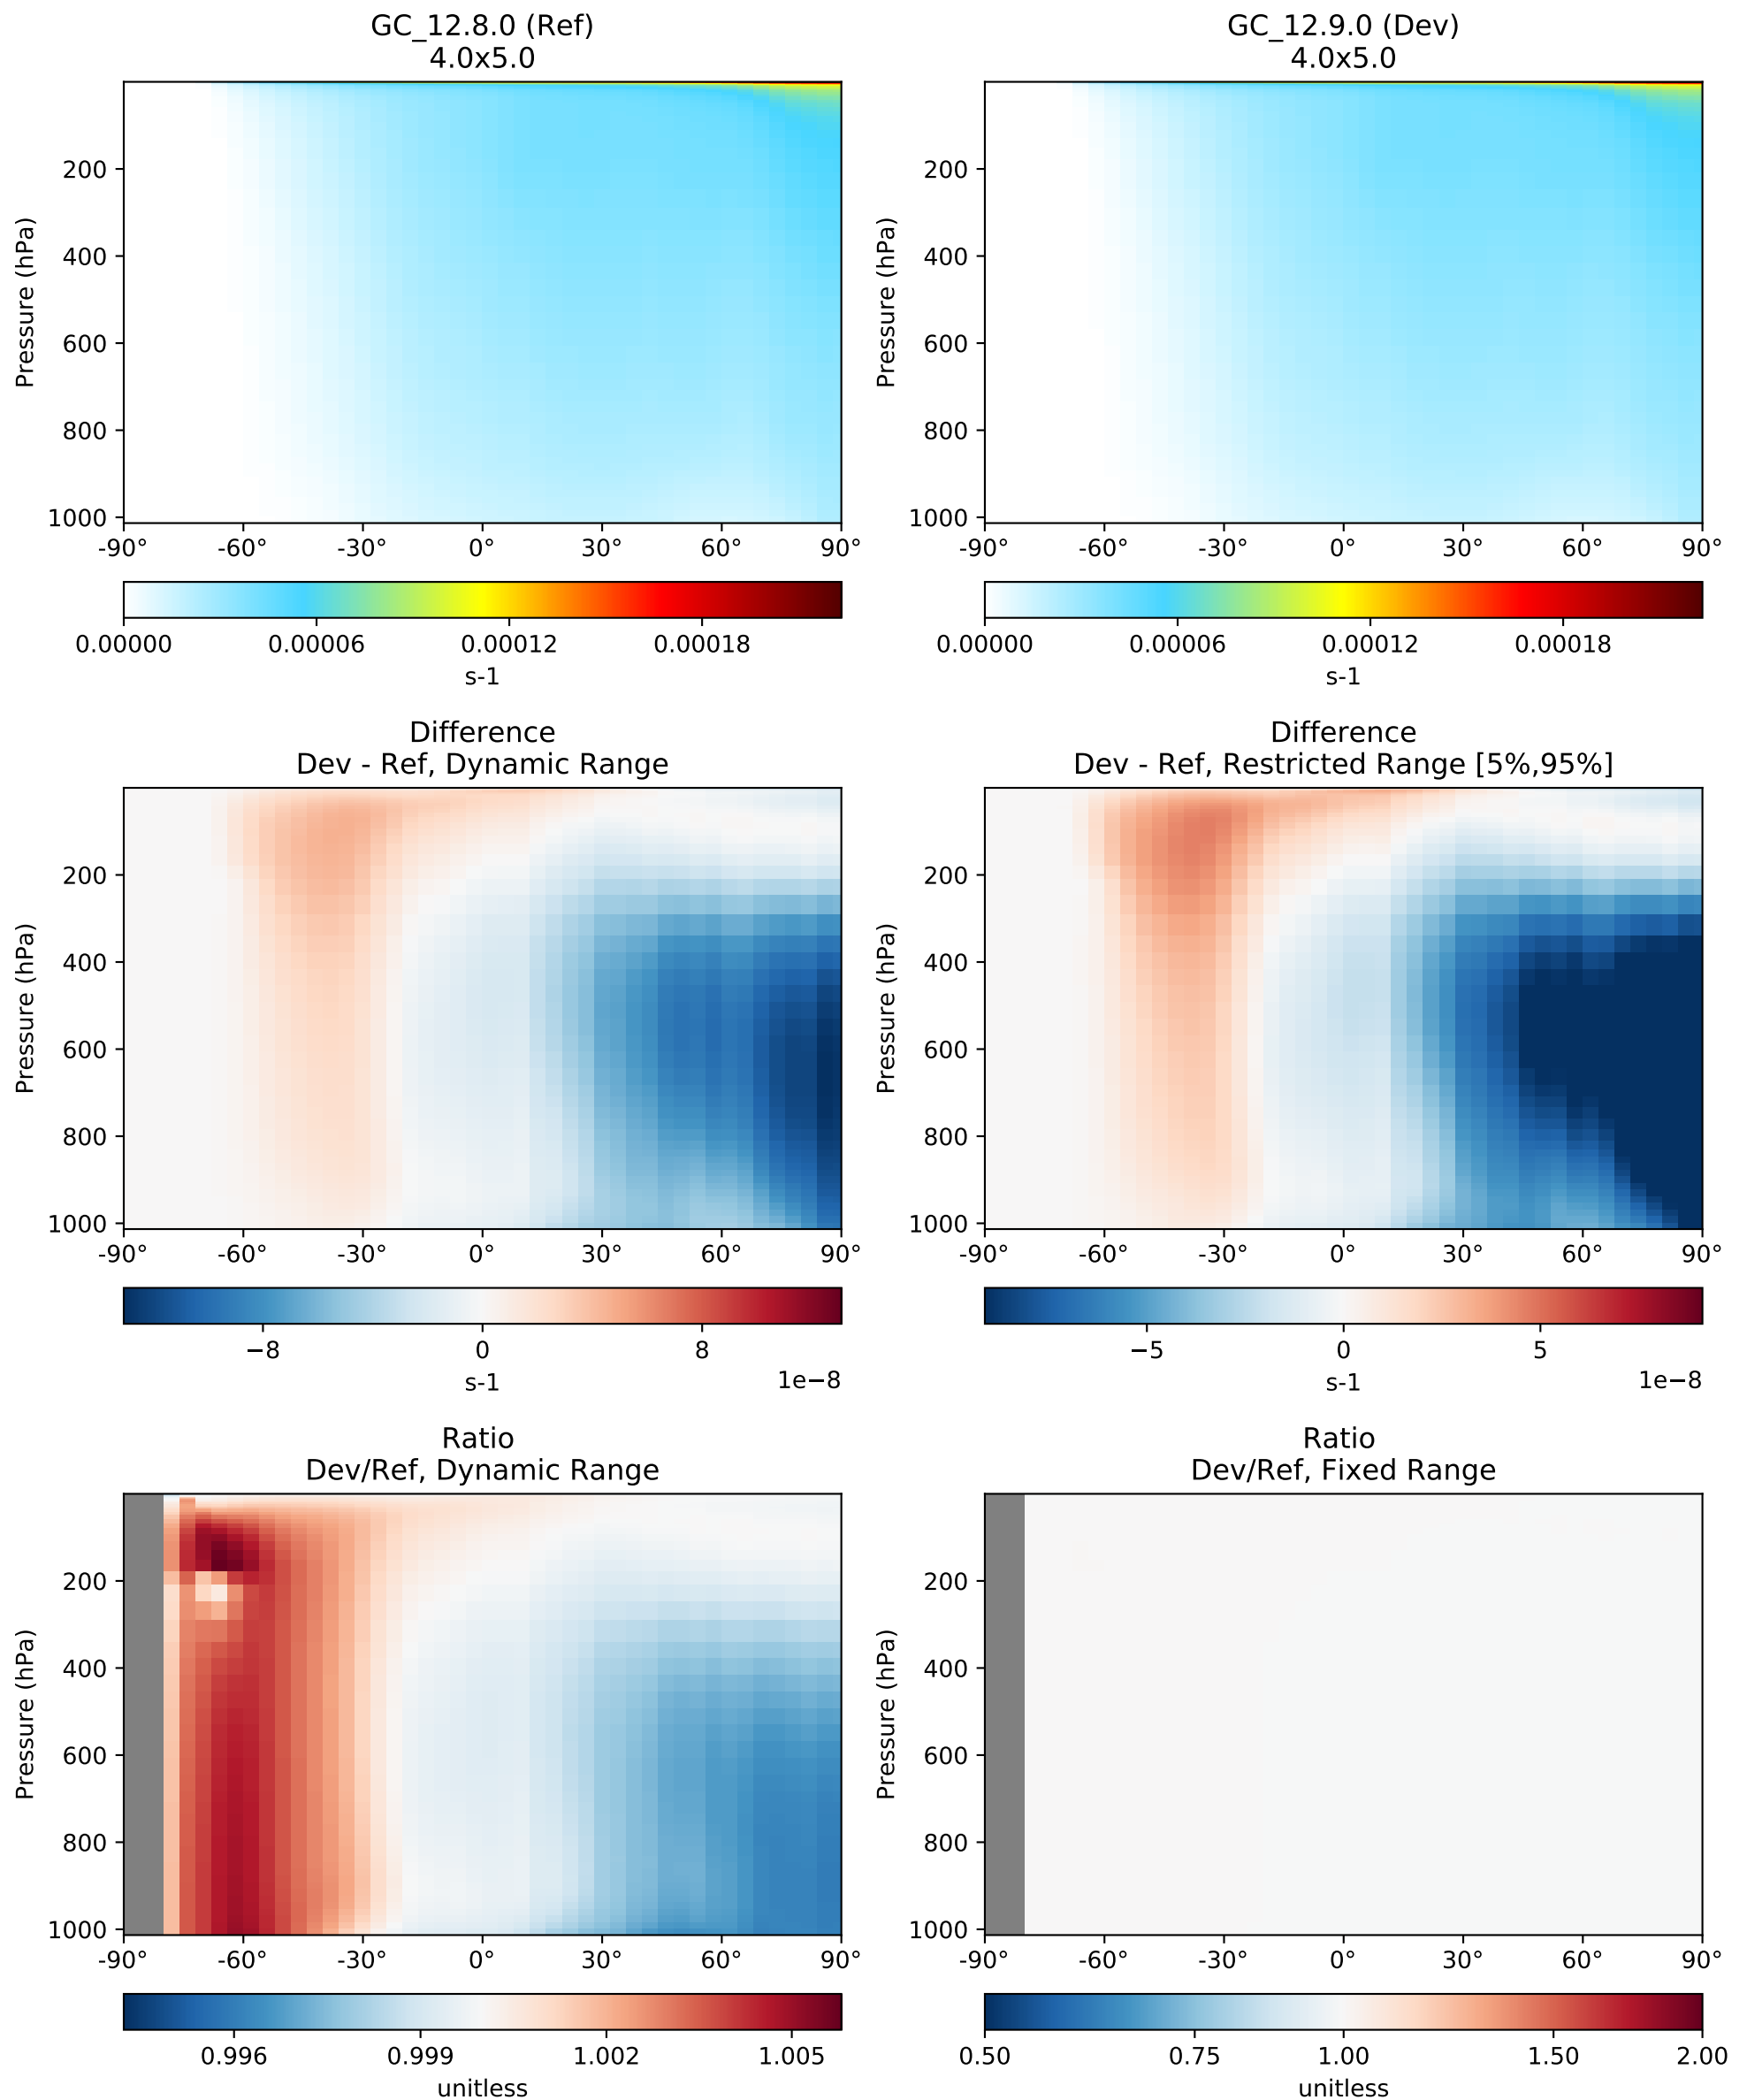 GC_12.8.0 (Ref)
4.0x5.0
Pressure (hPa)
200
400
600
800
1000
-90° -60° -30° 0° 30° 60° 90°
0.00000 0.00006 0.00012 0.00018
s-1
GC_12.9.0 (Dev)
4.0x5.0
Pressure (hPa)
200
400
600
800
1000
-90° -60° -30° 0° 30° 60° 90°
0.00000 0.00006 0.00012 0.00018
s-1
Difference
Dev - Ref, Dynamic Range
Pressure (hPa)
200
400
600
800
1000
-90° -60° -30° 0° 30° 60° 90°
−8 0 8
s-1 1e−8
Difference
Dev - Ref, Restricted Range [5%,95%]
Pressure (hPa)
200
400
600
800
1000
-90° -60° -30° 0° 30° 60° 90°
−5 0 5
s-1 1e−8
Ratio
Dev/Ref, Dynamic Range
Pressure (hPa)
200
400
600
800
1000
-90° -60° -30° 0° 30° 60° 90°
0.996 0.999 1.002 1.005
unitless
Ratio
Dev/Ref, Fixed Range
Pressure (hPa)
200
400
600
800
1000
-90° -60° -30° 0° 30° 60° 90°
0.50 0.75 1.00 1.50 2.00
unitless